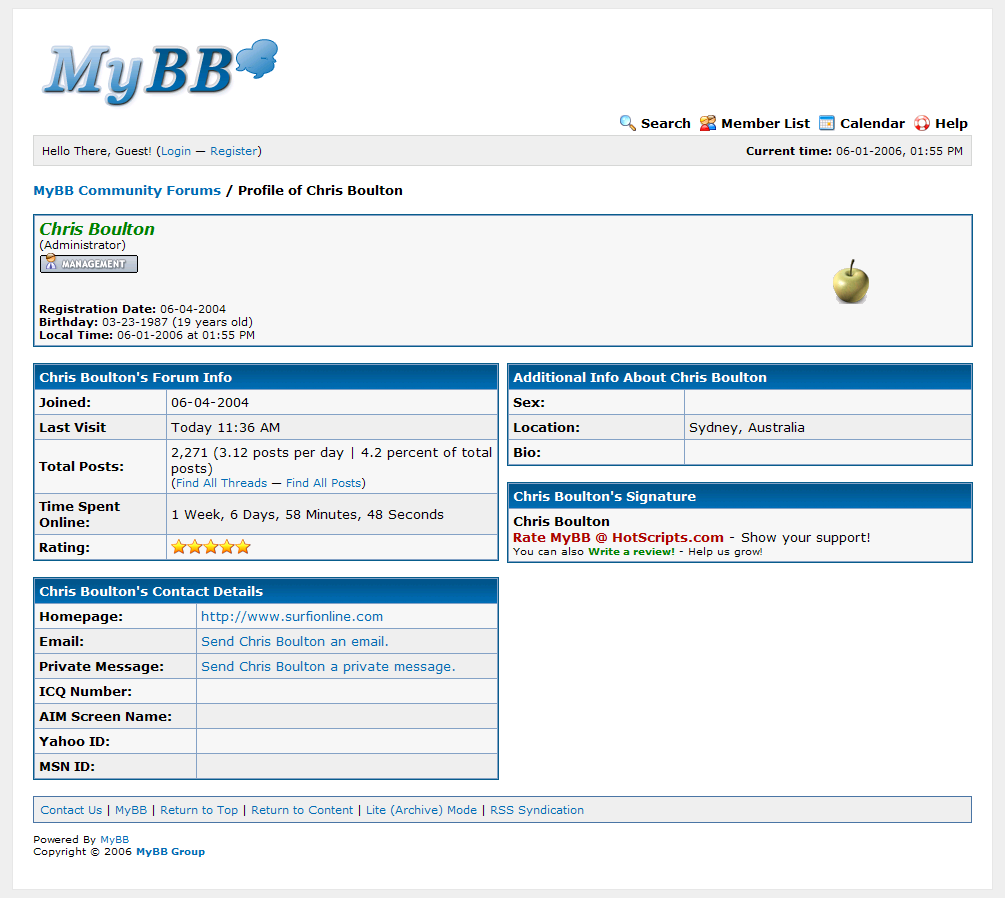 MyBB
Search Member List Calendar Help
Hello There, Guest! (Login — Register)
Current time: 06-01-2006, 01:55 PM
MyBB Community Forums / Profile of Chris Boulton
Chris Boulton
(Administrator)
MANAGEMENT
Registration Date: 06-04-2004
Birthday: 03-23-1987 (19 years old)
Local Time: 06-01-2006 at 01:55 PM
Chris Boulton's Forum Info
Joined: 06-04-2004
Last Visit Today 11:36 AM
Total Posts: 2,271 (3.12 posts per day | 4.2 percent of total
posts)
(Find All Threads — Find All Posts)
Time Spent
Online: 1 Week, 6 Days, 58 Minutes, 48 Seconds
Rating:
Additional Info About Chris Boulton
Sex:
Location: Sydney, Australia
Bio:
Chris Boulton's Signature
Chris Boulton
Rate MyBB @ HotScripts.com - Show your support!
You can also Write a review! - Help us grow!
Chris Boulton's Contact Details
Homepage: http://www.surfionline.com
Email: Send Chris Boulton an email.
Private Message: Send Chris Boulton a private message.
ICQ Number:
AIM Screen Name:
Yahoo ID:
MSN ID:
Contact Us | MyBB | Return to Top | Return to Content | Lite (Archive) Mode | RSS Syndication
Powered By MyBB
Copyright © 2006 MyBB Group